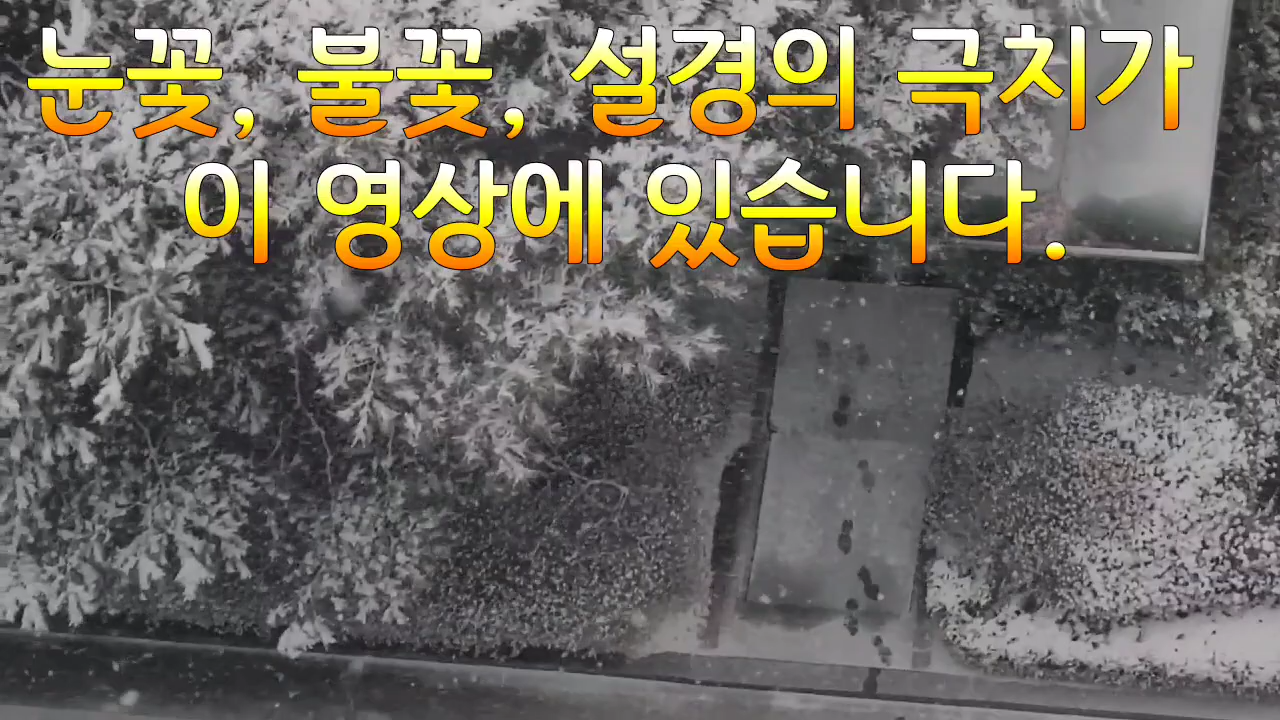 눈꽃, 불꽃, 설경의 극치가
이 영상에 있습니다.